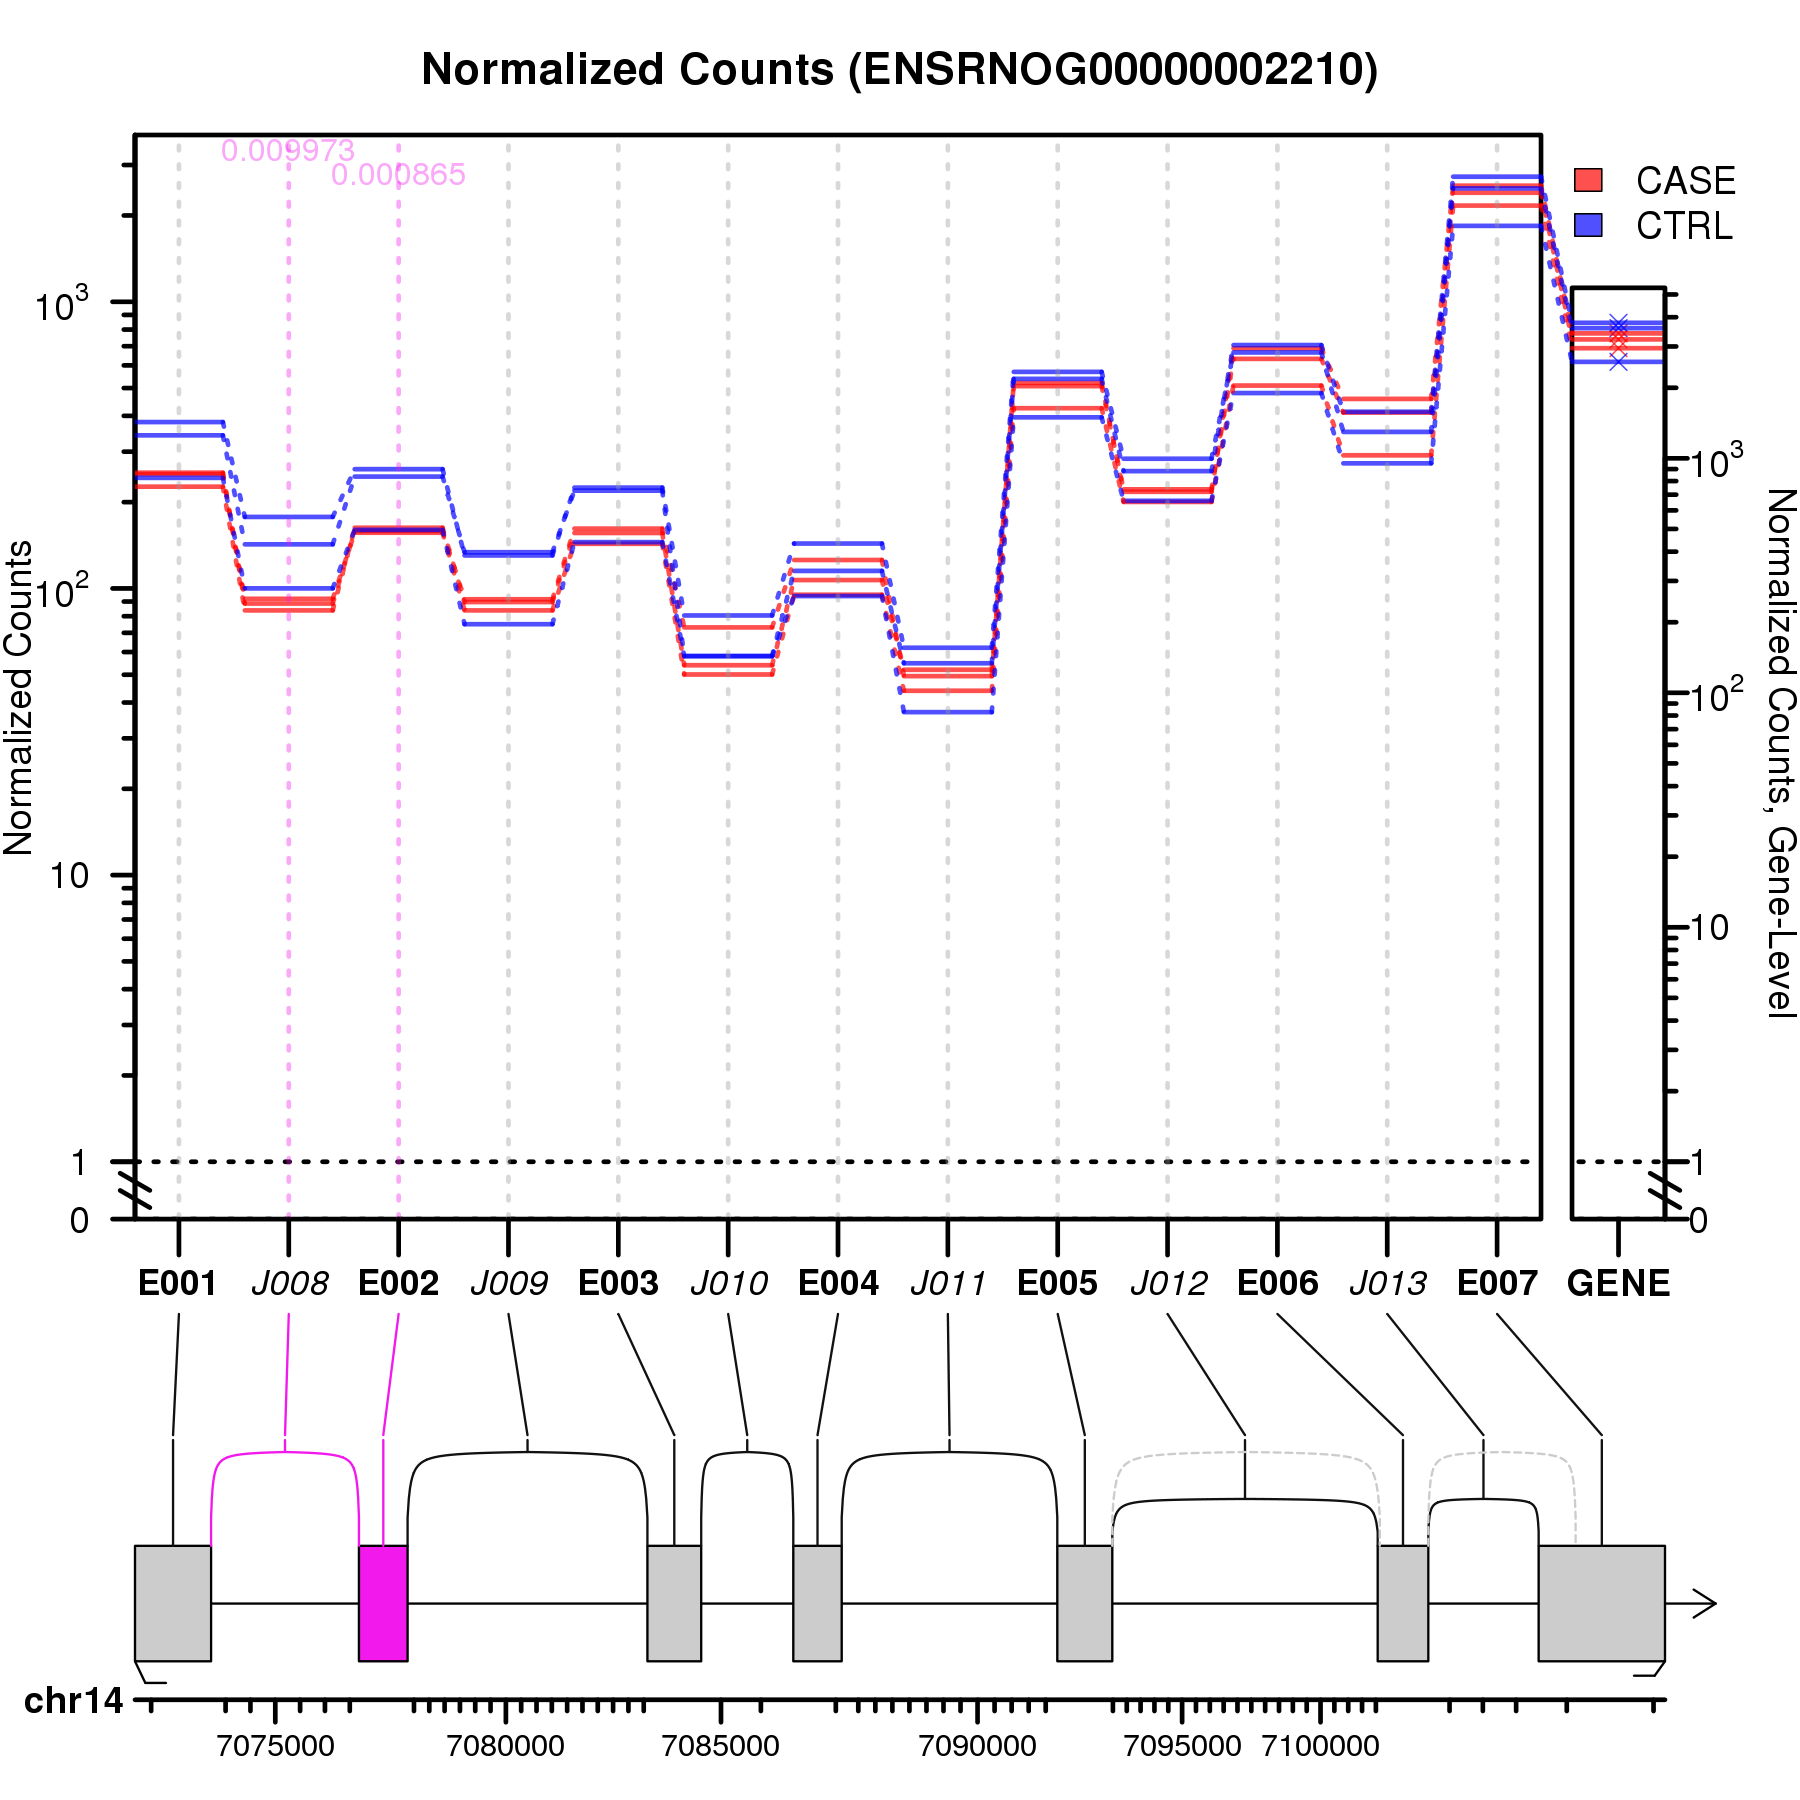 Normalized Counts (ENSRNOG00000002210)
0.009973
0.000865
CASE
CTRL
Normalized Counts
10³
10²
10
1
0
10³
10²
10
1
0
Normalized Counts, Gene-Level
E001 J008 E002 J009 E003 J010 E004 J011 E005 J012 E006 J013 E007 GENE
chr14
7075000 7080000 7085000 7090000 7095000 7100000